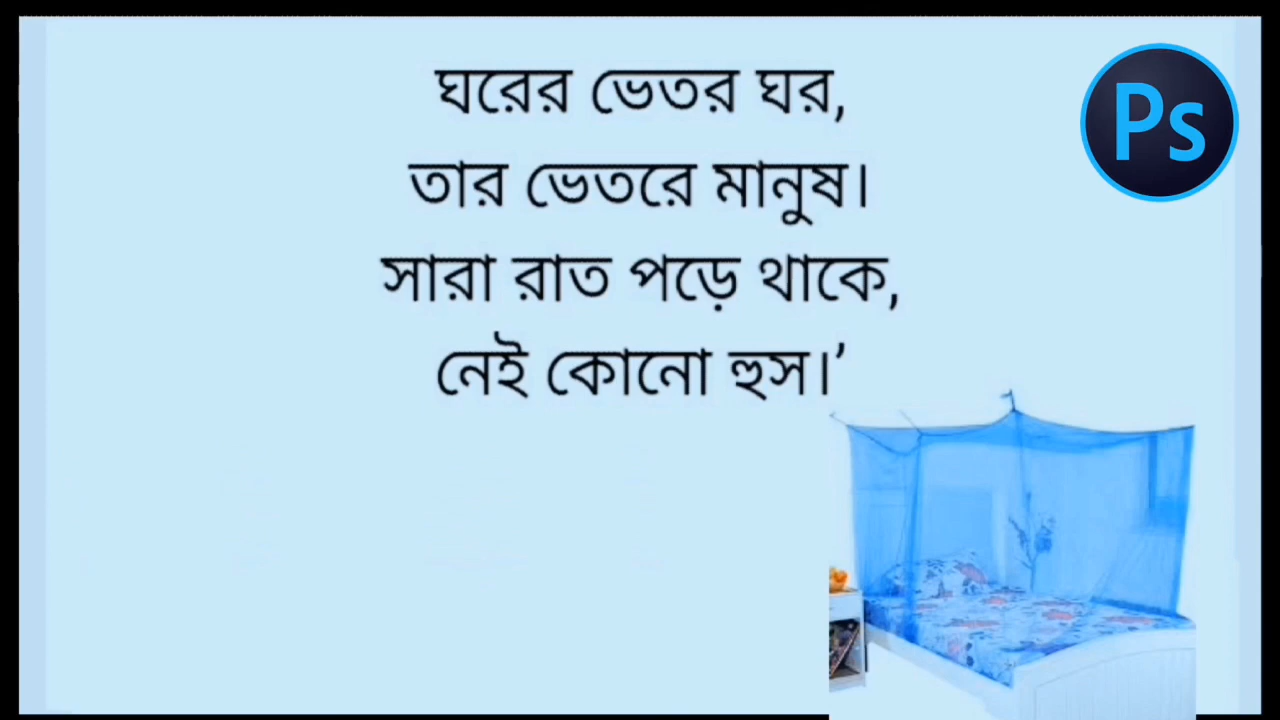 ঘরের ভেতর ঘর,
তার ভেতরে মানুষ।
সারা রাত পড়ে থাকে,
নেই কোনো হুস।’
Ps